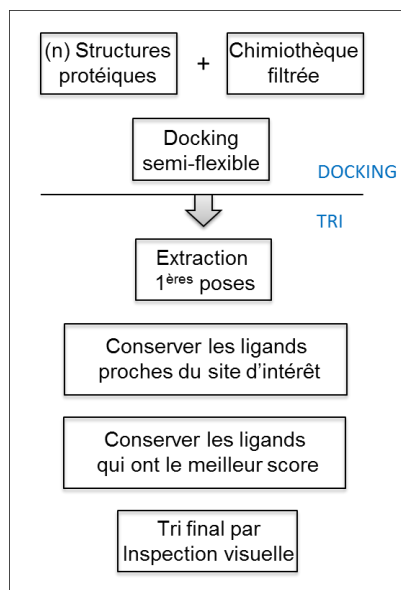 (n) Structures
protéiques
+
Chimiothèque
filtrée
Docking
semi-flexible
DOCKING
TRI
Extraction
1ères poses
Conserver les ligands
proches du site d'intérêt
Conserver les ligands
qui ont le meilleur score
Tri final par
Inspection visuelle